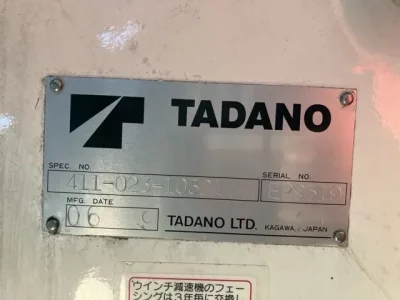 TADANO
SPEC. NO.
SERIAL NO.
MFG. DATE
06 9
TADANO LTD. KAGAWA, JAPAN
ウインチ減速機のフェー
シングは3年毎に交換し